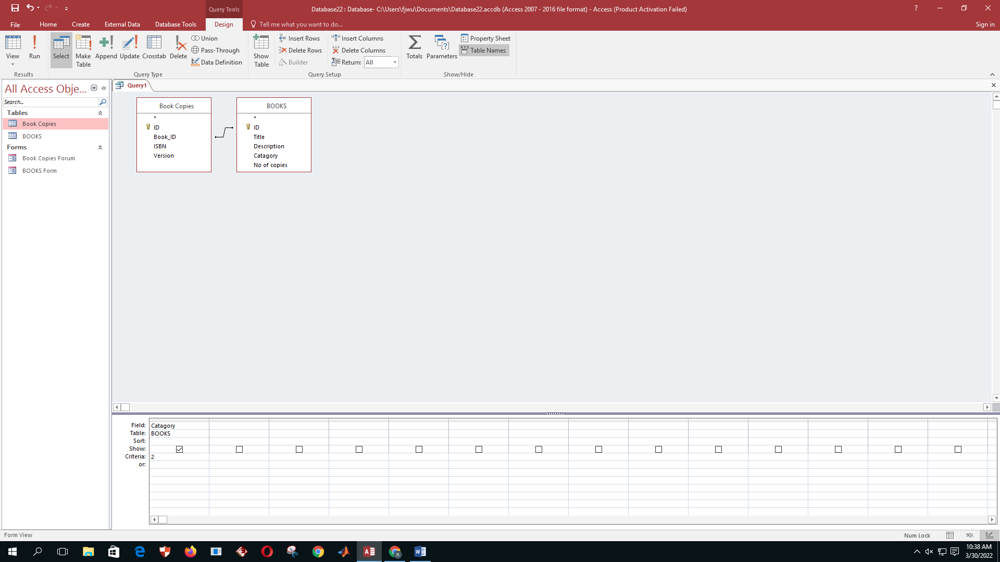 Query Tools
Database22 : Database- C:\Users\fjwu\Documents\Database22.accdb (Access 2007 - 2016 file format) - Access (Product Activation Failed)
?
File Home Create External Data Database Tools Design Tell me what you want to do... Sign in
View
Run
Select
Make Table
Append
Update
Crosstab
Delete
Union
Pass-Through
Data Definition
Show Table
Insert Rows
Delete Rows
Builder
Insert Columns
Delete Columns
Return: All
Totals
Parameters
Property Sheet
Table Names
Results
Query Type
Query Setup
Show/Hide
All Access Obje...
Search...
Tables
Book Copies
BOOKS
Forms
Book Copies Forum
BOOKS Form
Query1
Book Copies
*
ID
Book_ID
ISBN
Version
BOOKS
*
ID
Title
Description
Catagory
No of copies
Field: Catagory
Table: BOOKS
Sort:
Show:
Criteria: 2
or:
Form View
Num Lock
SQL
10:38 AM
3/30/2022